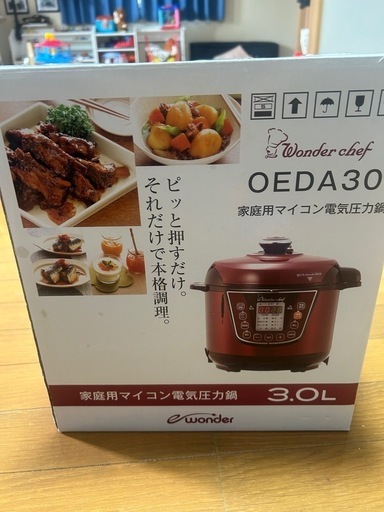 Wonder chef
OEDA30
家庭用マイコン電気圧力鍋
ピッと押すだけ。
それだけで本格調理。
Wonder chef
家庭用マイコン電気圧力鍋
3.0L
e wonder